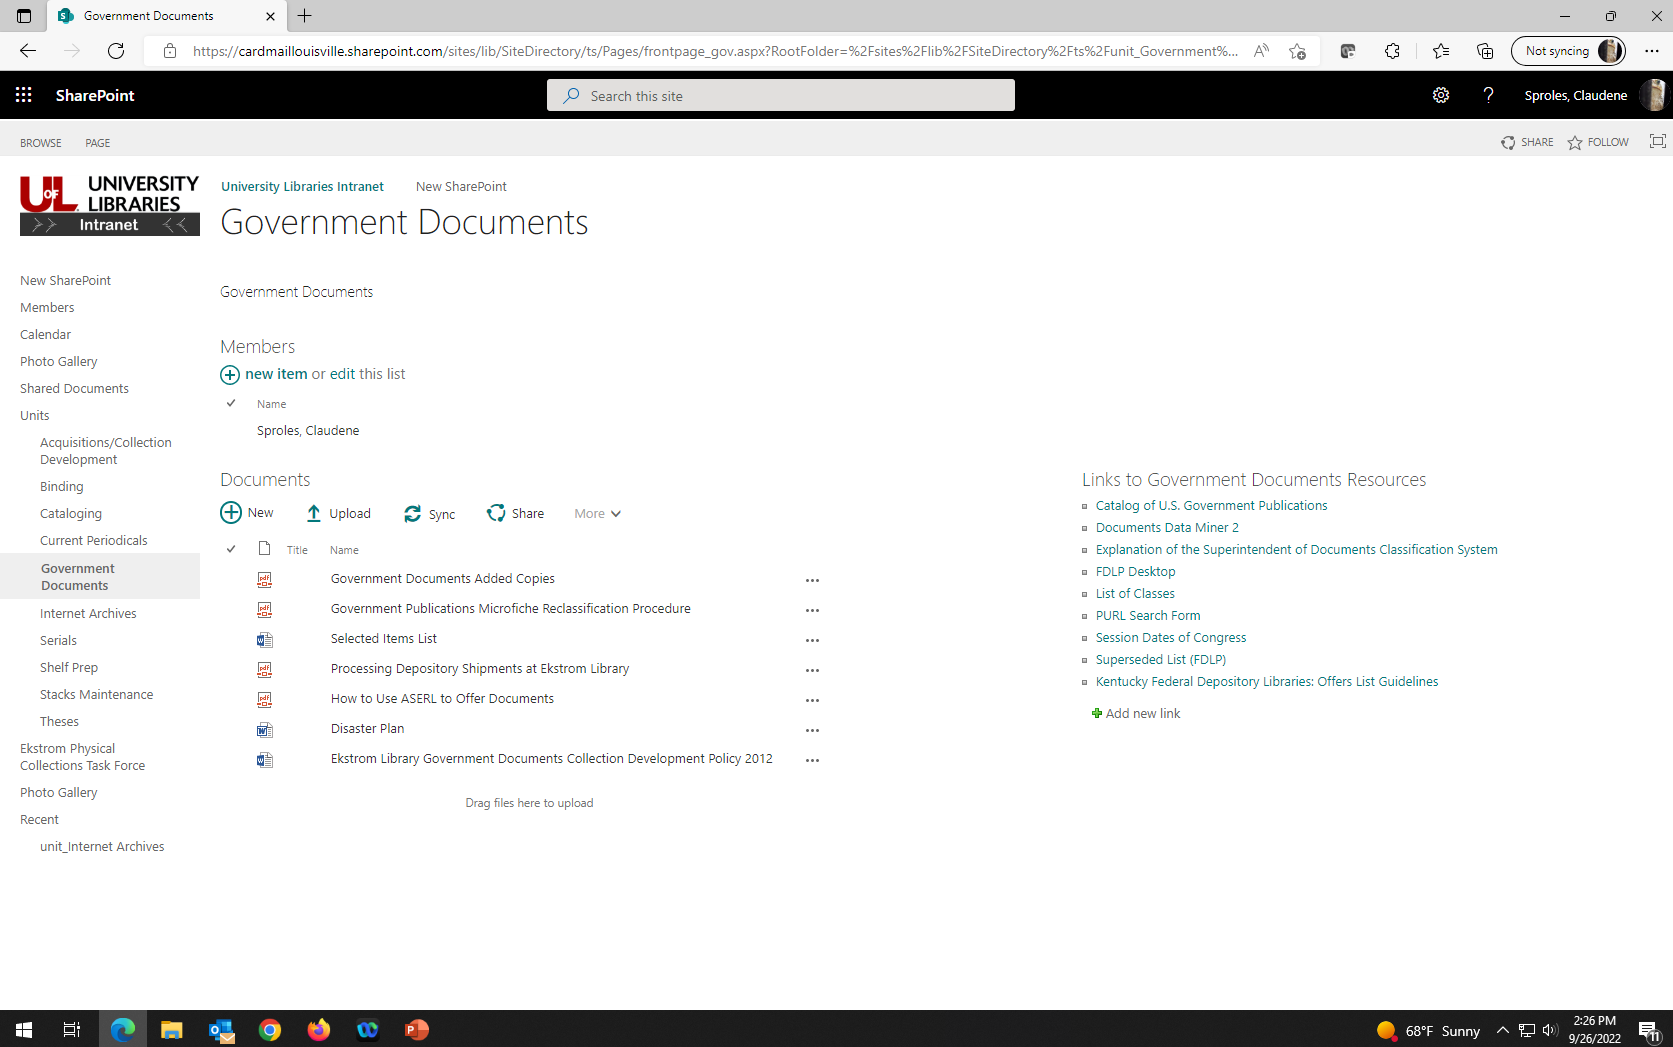 Government Documents
https://cardmaillouisville.sharepoint.com/sites/lib/SiteDirectory/ts/Pages/frontpage_gov.aspx?RootFolder=%2Fsites%2Flib%2FSiteDirectory%2Fts%2Funit_Government%...
Not syncing
SharePoint
Search this site
Sproles, Claudene
BROWSE
PAGE
SHARE
FOLLOW
UofL UNIVERSITY
LIBRARIES
Intranet
University Libraries Intranet
New SharePoint
Government Documents
New SharePoint
Members
Calendar
Photo Gallery
Shared Documents
Units
Acquisitions/Collection
Development
Binding
Cataloging
Current Periodicals
Government
Documents
Internet Archives
Serials
Shelf Prep
Stacks Maintenance
Theses
Ekstrom Physical
Collections Task Force
Photo Gallery
Recent
unit_Internet Archives
Government Documents
Members
new item or edit this list
Name
Sproles, Claudene
Documents
New
Upload
Sync
Share
More
Title
Name
Government Documents Added Copies
Government Publications Microfiche Reclassification Procedure
Selected Items List
Processing Depository Shipments at Ekstrom Library
How to Use ASERL to Offer Documents
Disaster Plan
Ekstrom Library Government Documents Collection Development Policy 2012
Drag files here to upload
Links to Government Documents Resources
Catalog of U.S. Government Publications
Documents Data Miner 2
Explanation of the Superintendent of Documents Classification System
FDLP Desktop
List of Classes
PURL Search Form
Session Dates of Congress
Superseded List (FDLP)
Kentucky Federal Depository Libraries: Offers List Guidelines
Add new link
68°F Sunny
2:26 PM
9/26/2022
11